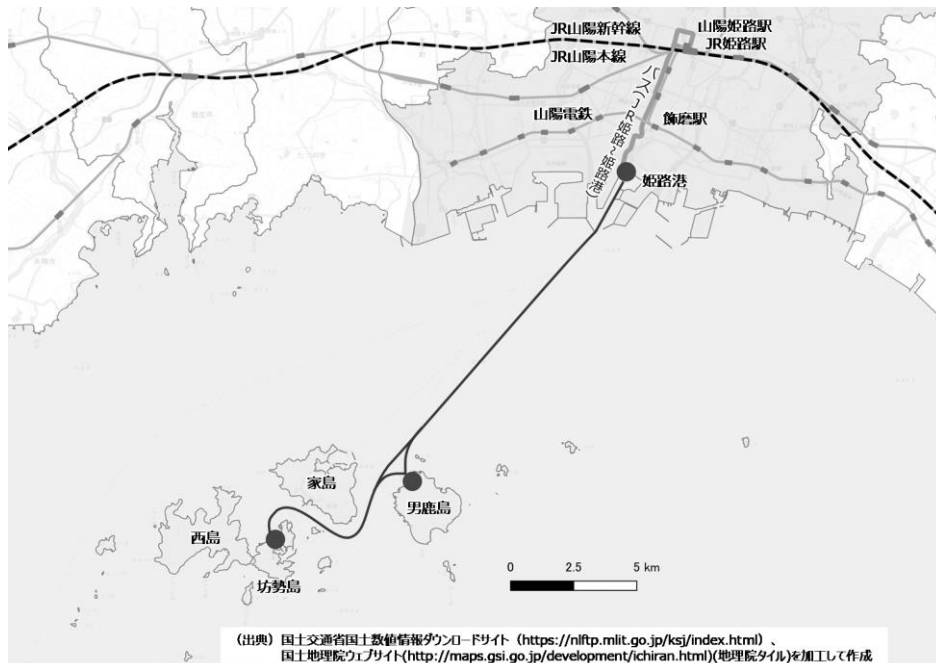 JR山陽新幹線
山陽姫路駅
JR姫路駅
JR山陽本線
バス(JR姫路~姫路港)
山陽電鉄
飾磨駅
姫路港
家島
男鹿島
西島
坊勢島
0 2.5 5 km
(出典) 国土交通省国土数値情報ダウンロードサイト(https://nlftp.mlit.go.jp/ksj/index.html)、
国土地理院ウェブサイト(http://maps.gsi.go.jp/development/ichiran.html)(地理院タイル)を加工して作成